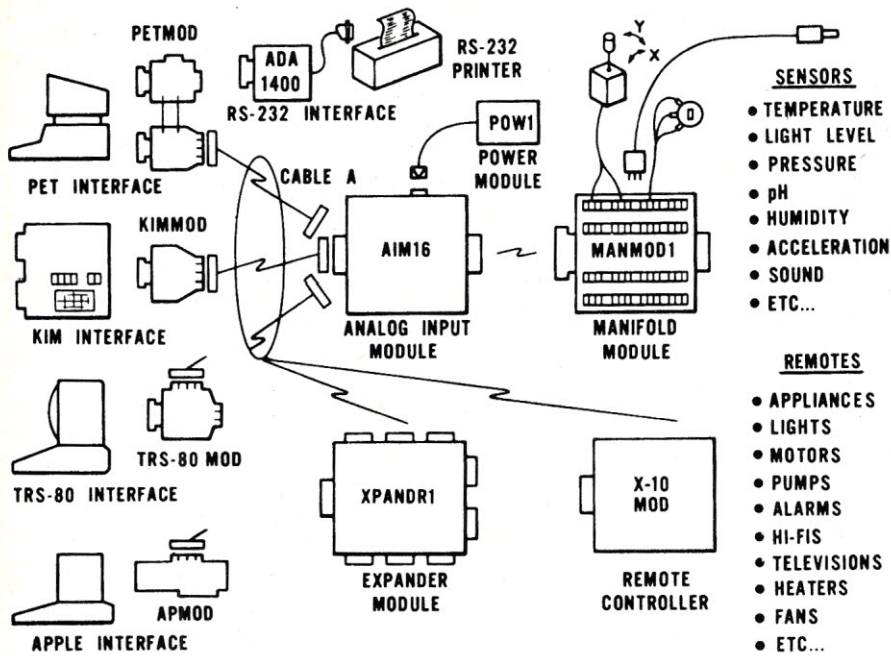 PETMOD
ADA
1400
RS-232
PRINTER
RS-232 INTERFACE
Y
X
SENSORS
• TEMPERATURE
• LIGHT LEVEL
• PRESSURE
• pH
• HUMIDITY
• ACCELERATION
• SOUND
• ETC...
PET INTERFACE
CABLE A
POW1
POWER
MODULE
KIMMOD
KIM INTERFACE
AIM16
ANALOG INPUT
MODULE
MANMOD1
MANIFOLD
MODULE
TRS-80 MOD
TRS-80 INTERFACE
XPANDR1
EXPANDER
MODULE
X-10
MOD
REMOTE
CONTROLLER
REMOTES
• APPLIANCES
• LIGHTS
• MOTORS
• PUMPS
• ALARMS
• HI-FIS
• TELEVISIONS
• HEATERS
• FANS
• ETC...
APMOD
APPLE INTERFACE